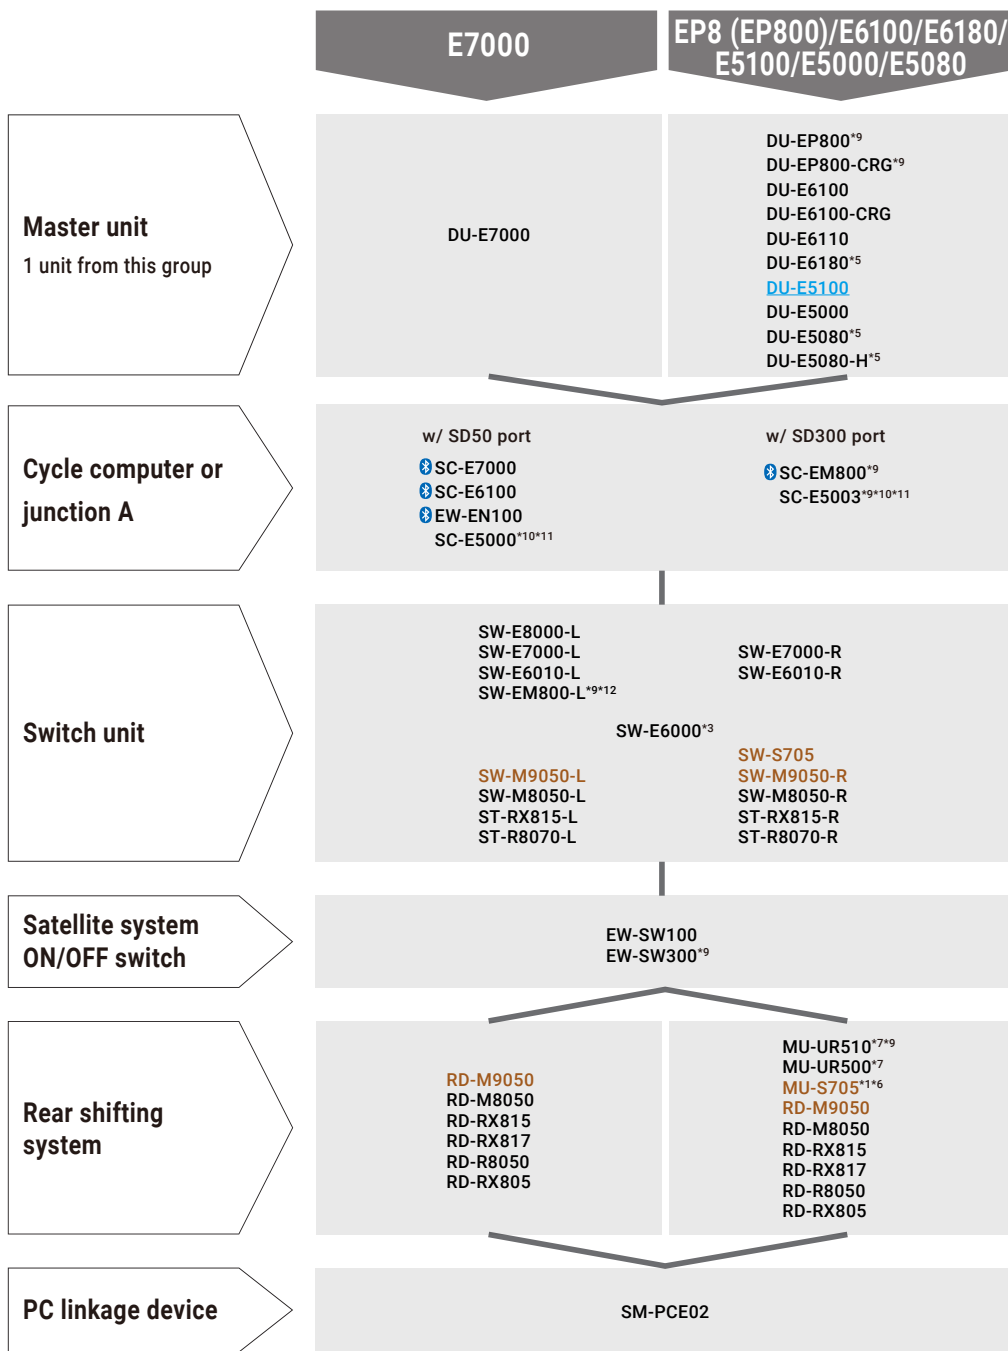 E7000
EP8 (EP800)/E6100/E6180/
E5100/E5000/E5080
Master unit
1 unit from this group
DU-E7000
DU-EP800*9
DU-EP800-CRG*9
DU-E6100
DU-E6100-CRG
DU-E6110
DU-E6180*5
DU-E5100
DU-E5000
DU-E5080*5
DU-E5080-H*5
Cycle computer or
junction A
w/ SD50 port
SC-E7000
SC-E6100
EW-EN100
SC-E5000*10*11
w/ SD300 port
SC-EM800*9
SC-E5003*9*10*11
Switch unit
SW-E8000-L
SW-E7000-L
SW-E6010-L
SW-EM800-L*9*12
SW-E7000-R
SW-E6010-R
SW-E6000*3
SW-M9050-L
SW-M8050-L
ST-RX815-L
ST-R8070-L
SW-S705
SW-M9050-R
SW-M8050-R
ST-RX815-R
ST-R8070-R
Satellite system
ON/OFF switch
EW-SW100
EW-SW300*9
Rear shifting
system
RD-M9050
RD-M8050
RD-RX815
RD-RX817
RD-R8050
RD-RX805
MU-UR510*7*9
MU-UR500*7
MU-S705*1*6
RD-M9050
RD-M8050
RD-RX815
RD-RX817
RD-R8050
RD-RX805
PC linkage device
SM-PCE02